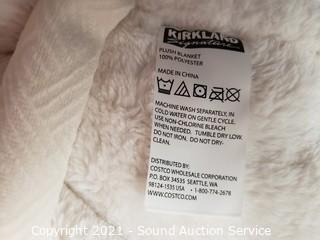 KIRKLAND
Signature
PLUSH BLANKET
100% POLYESTER
MADE IN CHINA
MACHINE WASH SEPARATELY, IN
COLD WATER ON GENTLE CYCLE.
USE NON-CHLORINE BLEACH
WHEN NEEDED. TUMBLE DRY LOW.
DO NOT IRON. DO NOT DRY-
CLEAN.
DISTRIBUTED BY:
COSTCO WHOLESALE CORPORATION
P.O. BOX 34535 SEATTLE, WA
98124-1535 USA • 1-800-774-2678
WWW.COSTCO.COM
Copyright 2021 - Sound Auction Service